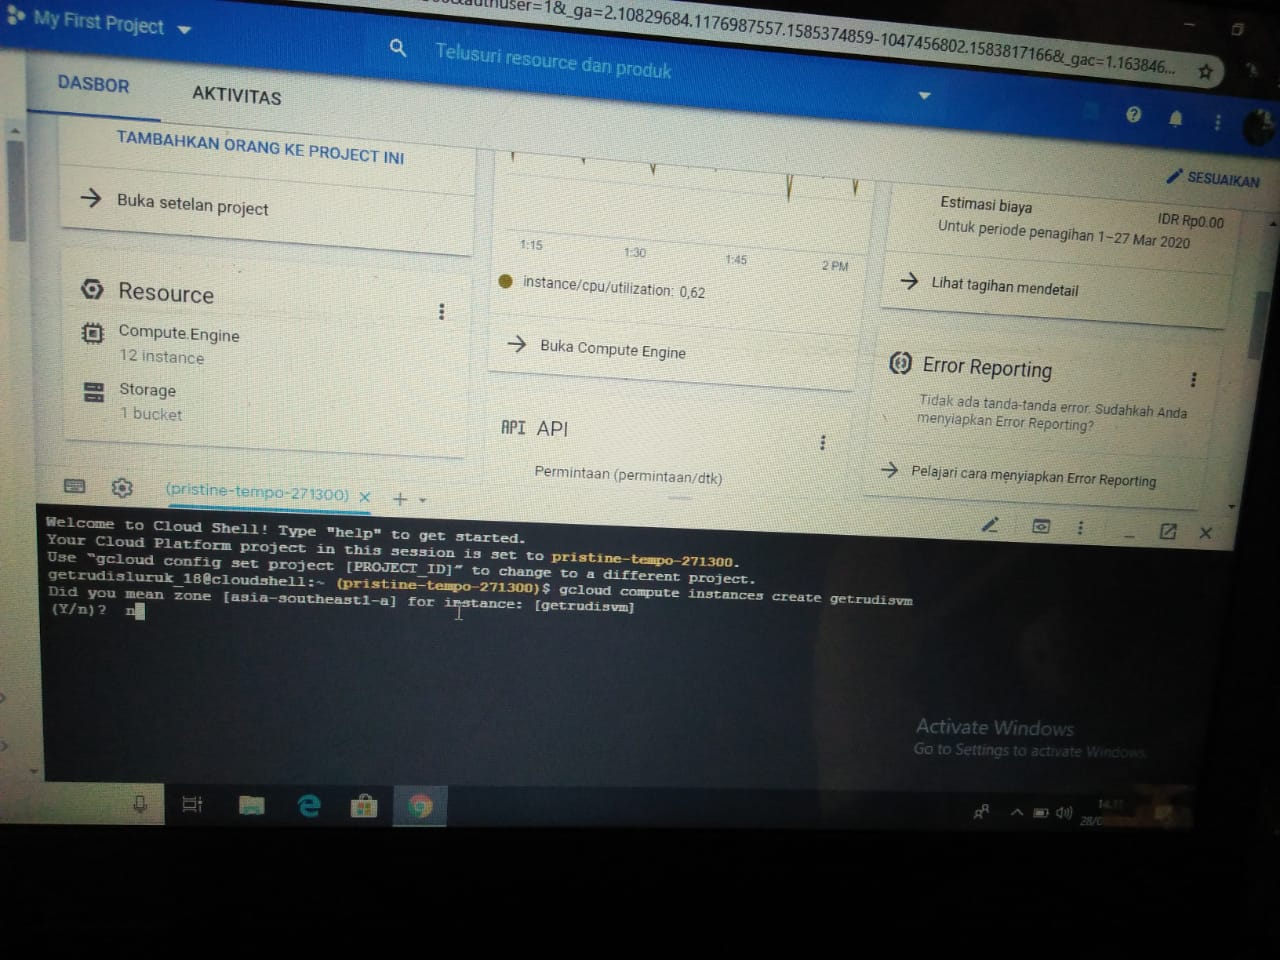 authuser=1&_ga=2.10829684.1176987557.1585374859-1047456802.1583817166&_gac=1.163846...
My First Project
Telusuri resource dan produk
DASBOR
AKTIVITAS
SESUAIKAN
TAMBAHKAN ORANG KE PROJECT INI
Buka setelan project
Resource
Compute Engine
12 instance
Storage
1 bucket
1:15
1:30
1:45
2 PM
instance/cpu/utilization: 0,62
Buka Compute Engine
API API
Permintaan (permintaan/dtk)
Estimasi biaya
IDR Rp0.00
Untuk periode penagihan 1–27 Mar 2020
Lihat tagihan mendetail
Error Reporting
Tidak ada tanda-tanda error. Sudahkah Anda
menyiapkan Error Reporting?
Pelajari cara menyiapkan Error Reporting
(pristine-tempo-271300)
Welcome to Cloud Shell! Type "help" to get started.
Your Cloud Platform project in this session is set to pristine-tempo-271300.
Use “gcloud config set project [PROJECT_ID]” to change to a different project.
getrudisluruk_18@cloudshell:~ (pristine-tempo-271300)$ gcloud compute instances create getrudisvm
Did you mean zone [asia-southeast1-a] for instance: [getrudisvm]
(Y/n)? n
Activate Windows
Go to Settings to activate Windows.